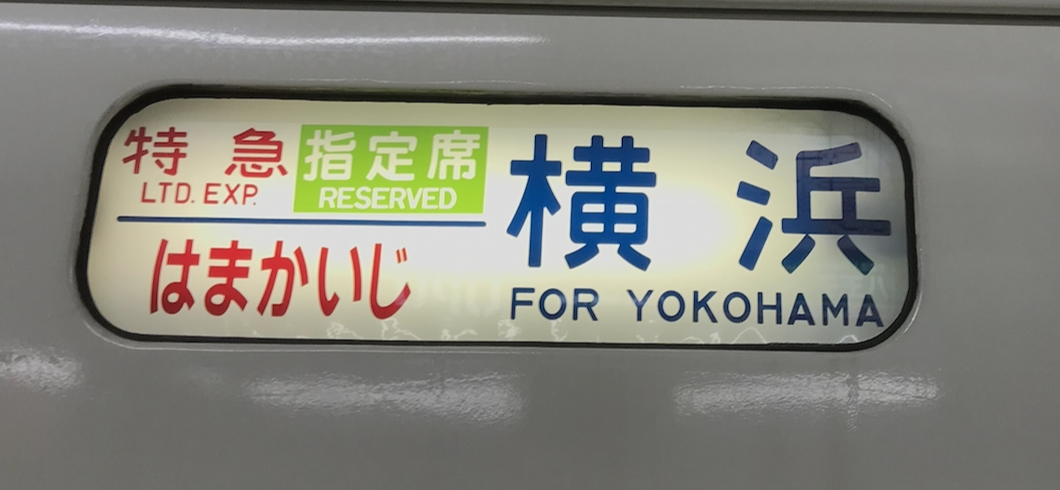 特急
LTD. EXP.
指定席
RESERVED
はまかいじ
横浜
FOR YOKOHAMA